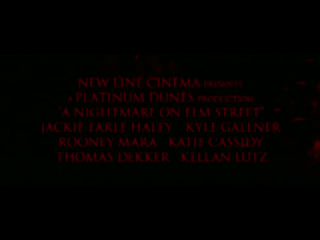 NEW LINE CINEMA PRESENTS
A PLATINUM DUNES PRODUCTION
"A NIGHTMARE ON ELM STREET"
JACKIE EARLE HALEY KYLE GALLNER
ROONEY MARA KATIE CASSIDY
THOMAS DEKKER KELLAN LUTZ